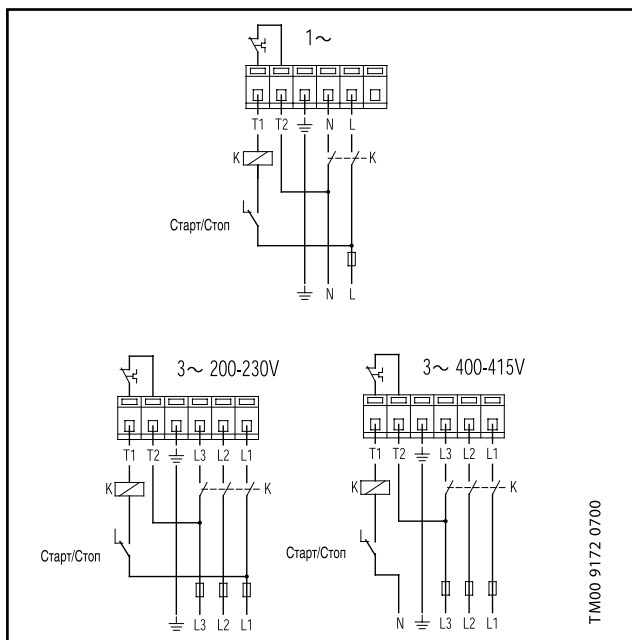 1~
T1 T2 N L
K K
Старт/Стоп
N L
3~ 200-230V
T1 T2 L3 L2 L1
K K
Старт/Стоп
L3 L2 L1
3~ 400-415V
T1 T2 L3 L2 L1
K K
Старт/Стоп
N L3 L2 L1
TM00 9172 0700